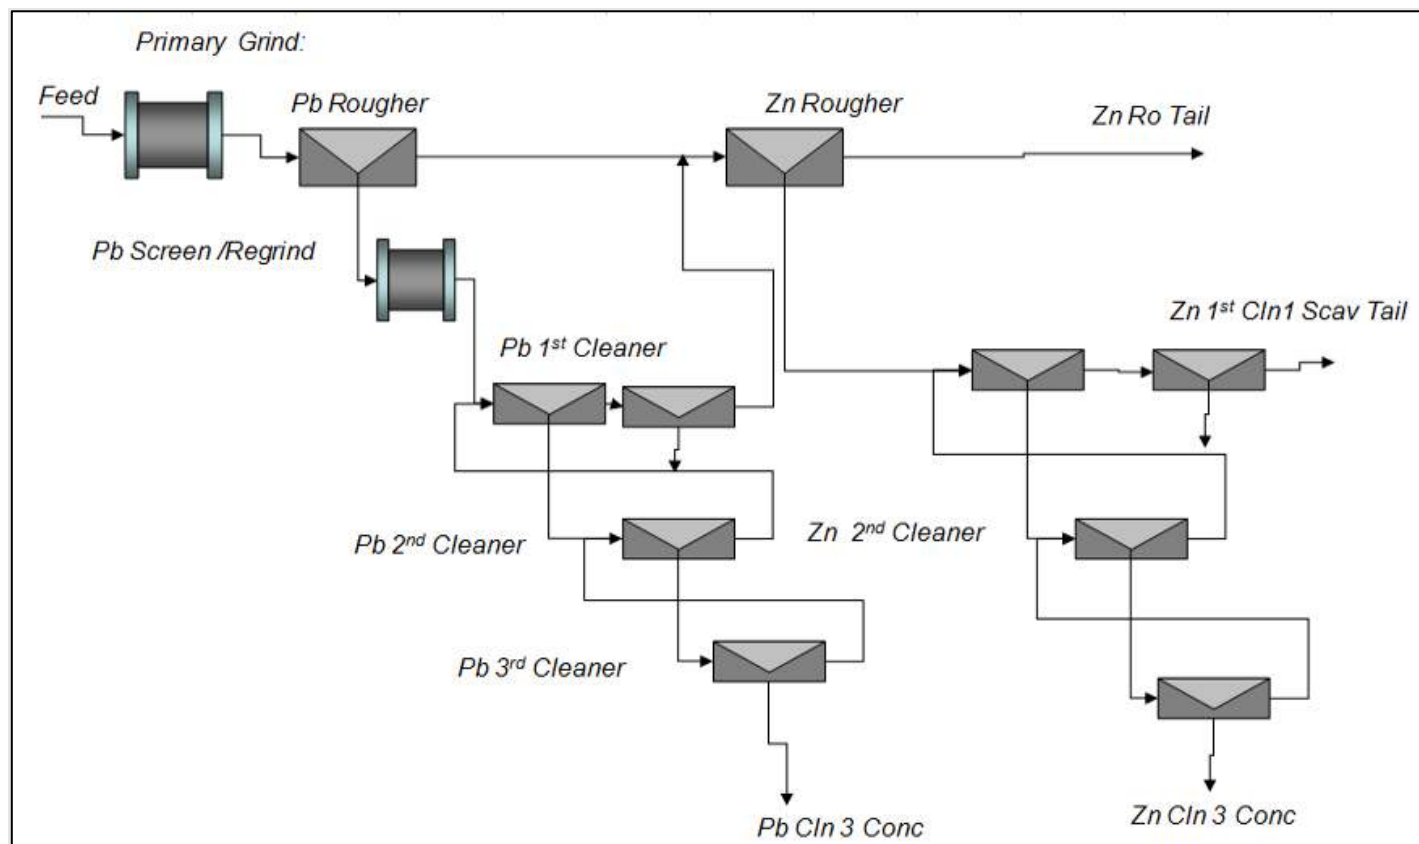 Primary Grind:
Feed
Pb Rougher
Zn Rougher
Zn Ro Tail
Pb Screen /Regrind
Zn 1st Cln1 Scav Tail
Pb 1st Cleaner
Pb 2nd Cleaner
Zn 2nd Cleaner
Pb 3rd Cleaner
Pb Cln 3 Conc
Zn Cln 3 Conc